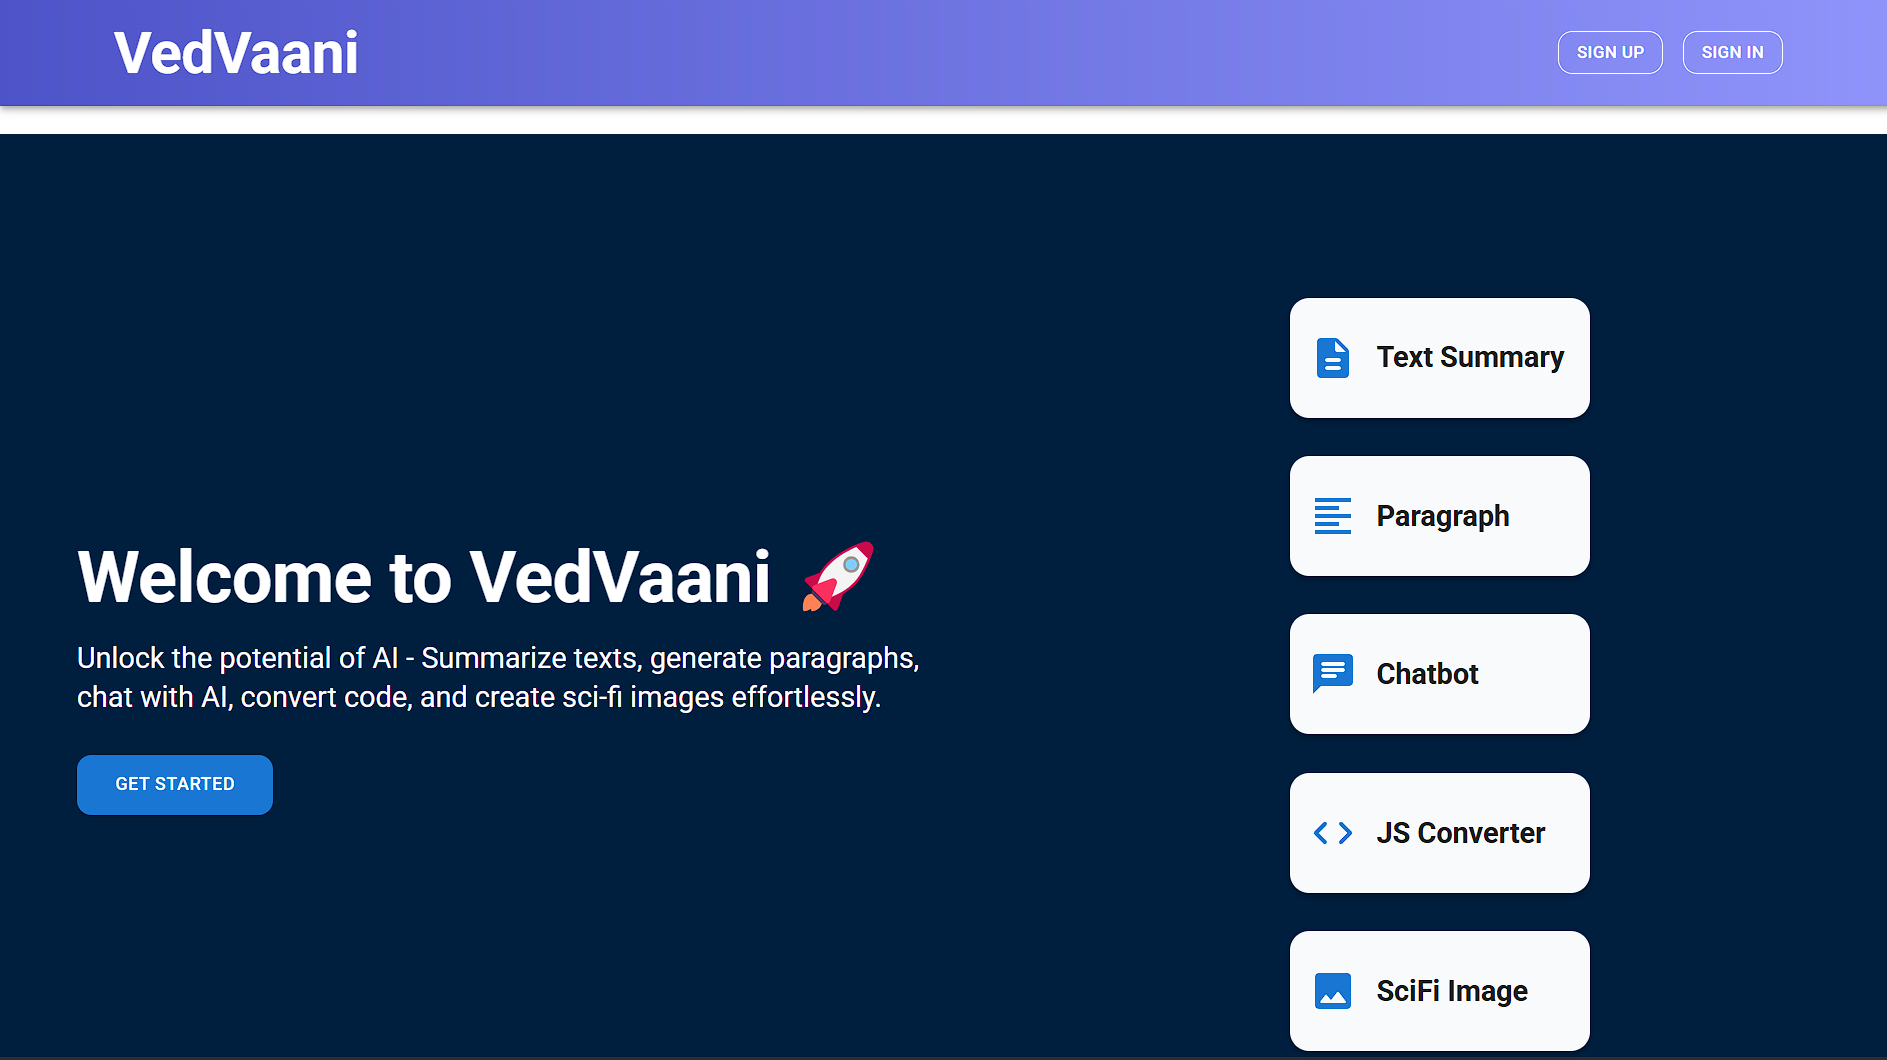 VedVaani
SIGN UP
SIGN IN
Welcome to VedVaani 🚀
Unlock the potential of AI - Summarize texts, generate paragraphs,
chat with AI, convert code, and create sci-fi images effortlessly.
GET STARTED
Text Summary
Paragraph
Chatbot
JS Converter
SciFi Image